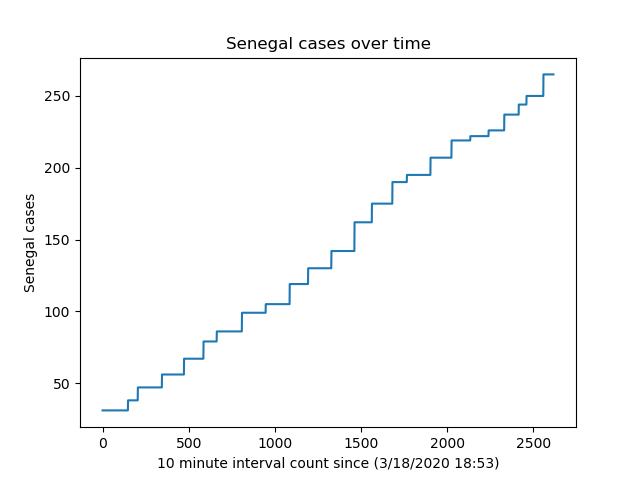 Senegal cases over time
250
200
150
100
50
Senegal cases
0 500 1000 1500 2000 2500
10 minute interval count since (3/18/2020 18:53)